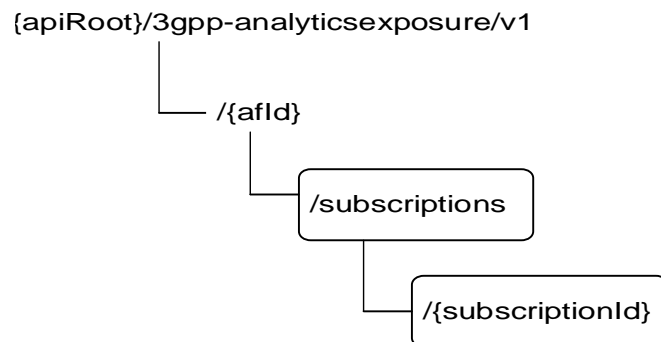 {apiRoot}/3gpp-analyticsexposure/v1
/{afId}
/subscriptions
/{subscriptionId}